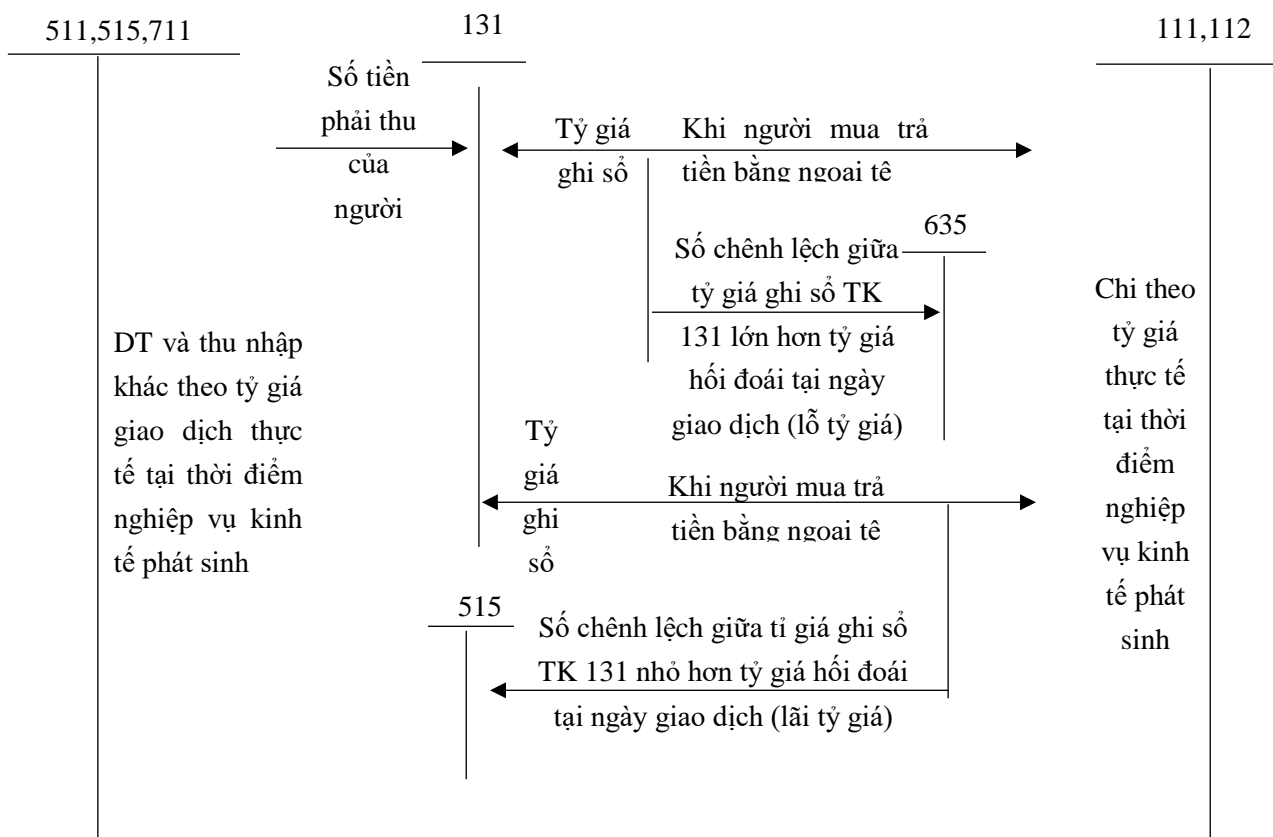 511,515,711
131
111,112
Số tiền
phải thu
của
người
Tỷ giá
ghi sổ
Khi người mua trả
tiền bằng ngoại tệ
635
Số chênh lệch giữa
tỷ giá ghi sổ TK
131 lớn hơn tỷ giá
hối đoái tại ngày
giao dịch (lỗ tỷ giá)
DT và thu nhập
khác theo tỷ giá
giao dịch thực
tế tại thời điểm
nghiệp vụ kinh
tế phát sinh
Chi theo
tỷ giá
thực tế
tại thời
điểm
nghiệp
vụ kinh
tế phát
sinh
Tỷ
giá
ghi
sổ
Khi người mua trả
tiền bằng ngoại tệ
515
Số chênh lệch giữa tỉ giá ghi sổ
TK 131 nhỏ hơn tỷ giá hối đoái
tại ngày giao dịch (lãi tỷ giá)